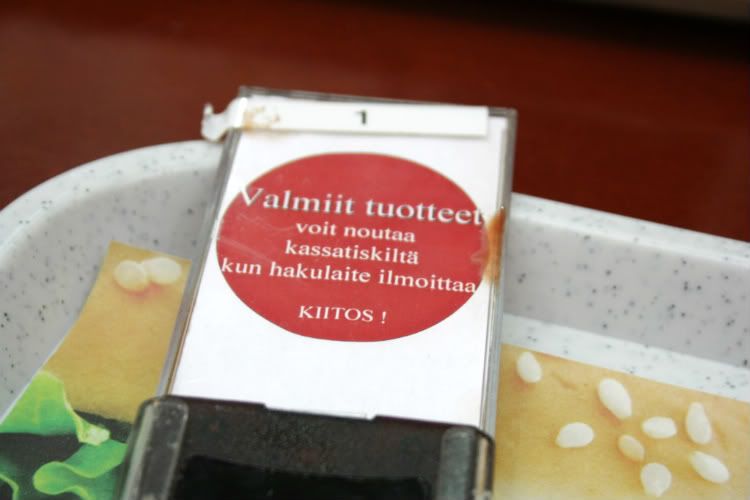 1
Valmiit tuotteet
voit noutaa
kassatiskiltä
kun hakulaite ilmoittaa
KIITOS !